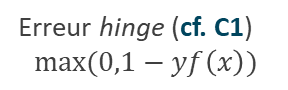 Erreur hinge (cf. C1)
max(0,1 − yf(x))